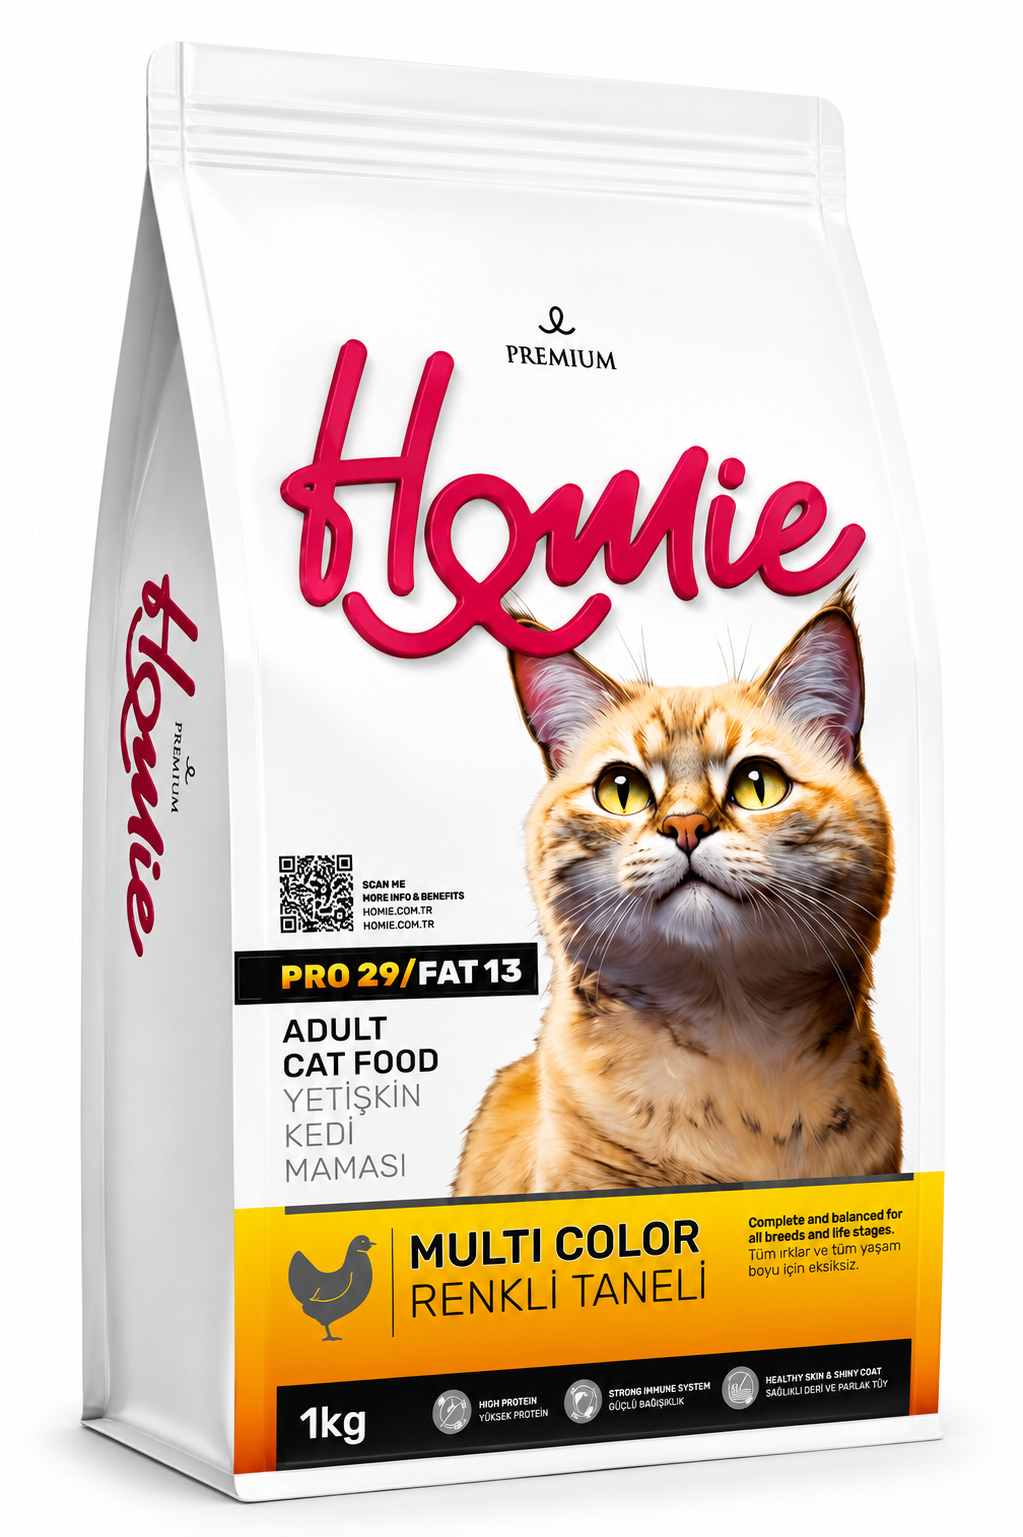 PREMIUM
Homie
Homie
PREMIUM
SCAN ME
MORE INFO & BENEFITS
HOMIE.COM.TR
HOMIE.COM.TR
PRO 29/FAT 13
ADULT
CAT FOOD
YETİŞKİN
KEDİ
MAMASI
MULTI COLOR
RENKLİ TANELİ
Complete and balanced for
all breeds and life stages.
Tüm ırklar ve tüm yaşam
boyu için eksiksiz.
1kg
HIGH PROTEIN
YÜKSEK PROTEİN
STRONG IMMUNE SYSTEM
GÜÇLÜ BAĞIŞIKLIK
HEALTHY SKIN & SHINY COAT
SAĞLIKLI DERİ VE PARLAK TÜY